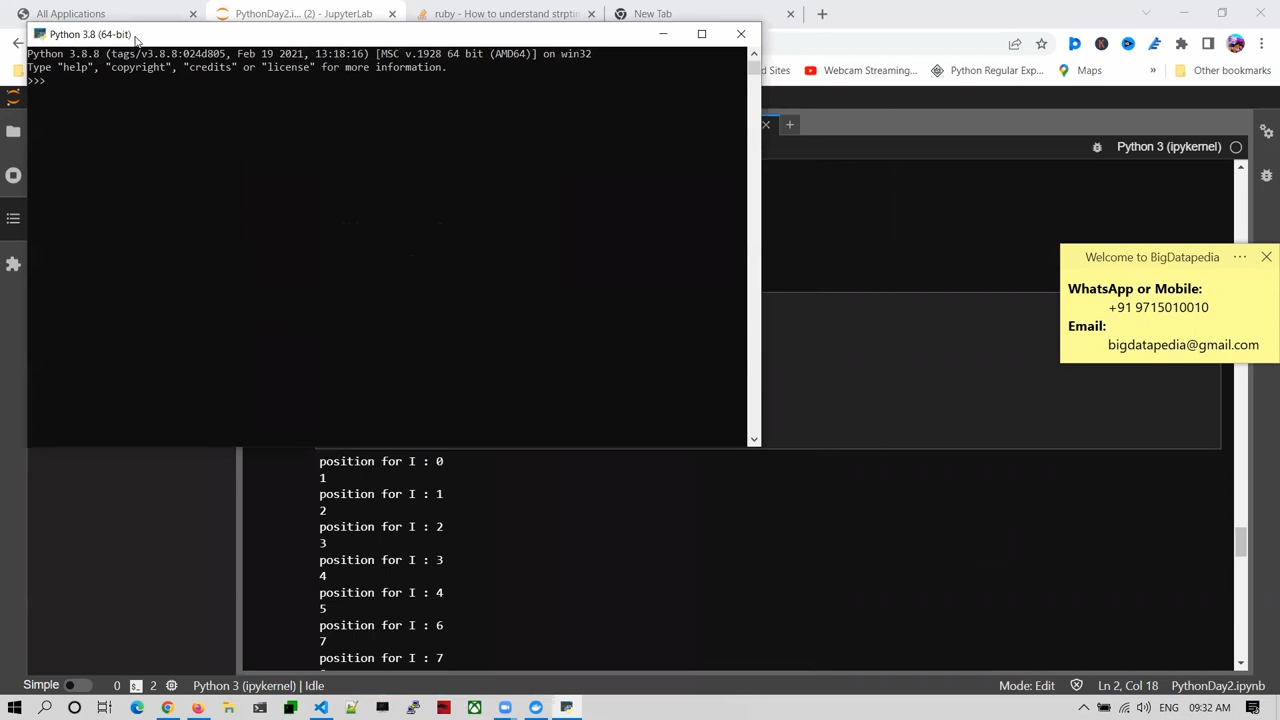 All Applications
PythonDay2.i... (2) - JupyterLab
ruby - How to understand strptin
New Tab
Python 3.8 (64-bit)
Python 3.8.8 (tags/v3.8.8:024d805, Feb 19 2021, 13:18:16) [MSC v.1928 64 bit (AMD64)] on win32
Type "help", "copyright", "credits" or "license" for more information.
>>>
d Sites
Webcam Streaming...
Python Regular Exp...
Maps
»
Other bookmarks
Python 3 (ipykernel)
Welcome to BigDatapedia
WhatsApp or Mobile:
+91 9715010010
Email:
bigdatapedia@gmail.com
position for I : 0
1
position for I : 1
2
position for I : 2
3
position for I : 3
4
position for I : 4
5
position for I : 6
7
position for I : 7
Simple
0
2
Python 3 (ipykernel) | Idle
Mode: Edit
Ln 2, Col 18
PythonDay2.ipynb
ENG
09:32 AM